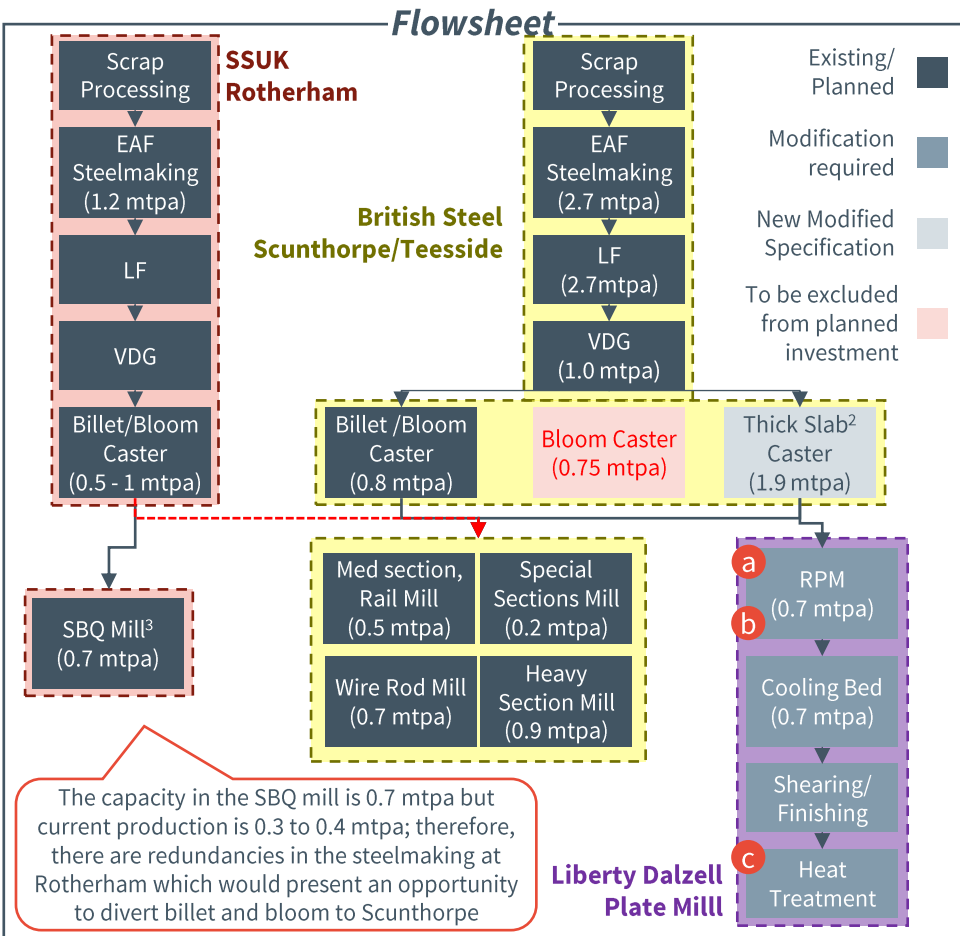 Flowsheet
Scrap
Processing
EAF
Steelmaking
(1.2 mtpa)
LF
VDG
Billet/Bloom
Caster
(0.5 - 1 mtpa)
SSUK
Rotherham
SBQ Mill³
(0.7 mtpa)
The capacity in the SBQ mill is 0.7 mtpa but
current production is 0.3 to 0.4 mtpa; therefore,
there are redundancies in the steelmaking at
Rotherham which would present an opportunity
to divert billet and bloom to Scunthorpe
British Steel
Scunthorpe/Teesside
Scrap
Processing
EAF
Steelmaking
(2.7 mtpa)
LF
(2.7mtpa)
VDG
(1.0 mtpa)
Billet /Bloom
Caster
(0.8 mtpa)
Bloom Caster
(0.75 mtpa)
Thick Slab²
Caster
(1.9 mtpa)
Med section,
Rail Mill
(0.5 mtpa)
Special
Sections Mill
(0.2 mtpa)
Wire Rod Mill
(0.7 mtpa)
Heavy
Section Mill
(0.9 mtpa)
Existing/
Planned
Modification
required
New Modified
Specification
To be excluded
from planned
investment
a
b
RPM
(0.7 mtpa)
Cooling Bed
(0.7 mtpa)
Shearing/
Finishing
c
Heat
Treatment
Liberty Dalzell
Plate Milll